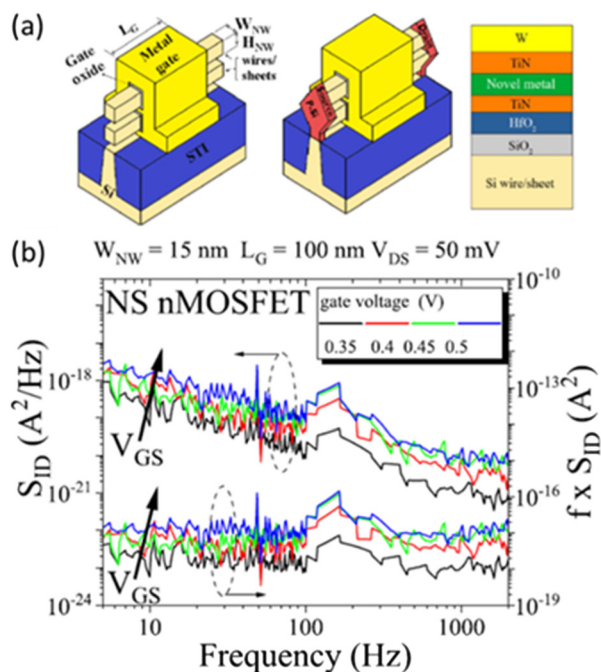 (a)
L_G
W_NW
H_NW
wires/
sheets
Gate
oxide
Metal
gate
STI
Si
Source
W
TiN
Novel metal
TiN
HfO₂
SiO₂
Si wire/sheet
(b)
W_NW = 15 nm L_G = 100 nm V_DS = 50 mV
NS nMOSFET
gate voltage (V)
0.35 0.4 0.45 0.5
V_GS
V_GS
S_ID (A²/Hz)
10⁻¹⁸
10⁻²¹
10⁻²⁴
f x S_ID (A²)
10⁻¹⁰
10⁻¹³
10⁻¹⁶
10⁻¹⁹
10 100 1000
Frequency (Hz)